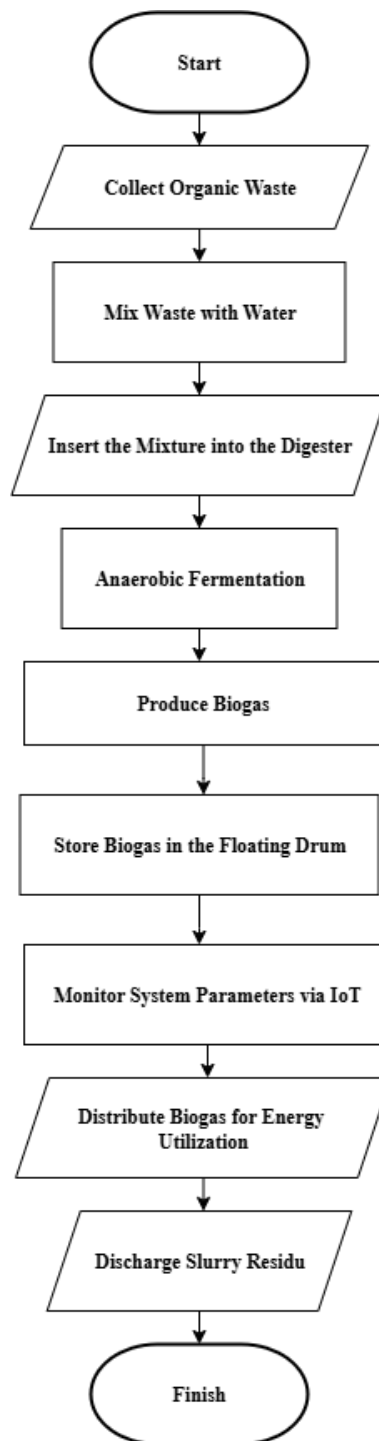 Start
Collect Organic Waste
Mix Waste with Water
Insert the Mixture into the Digester
Anaerobic Fermentation
Produce Biogas
Store Biogas in the Floating Drum
Monitor System Parameters via IoT
Distribute Biogas for Energy
Utilization
Discharge Slurry Residu
Finish